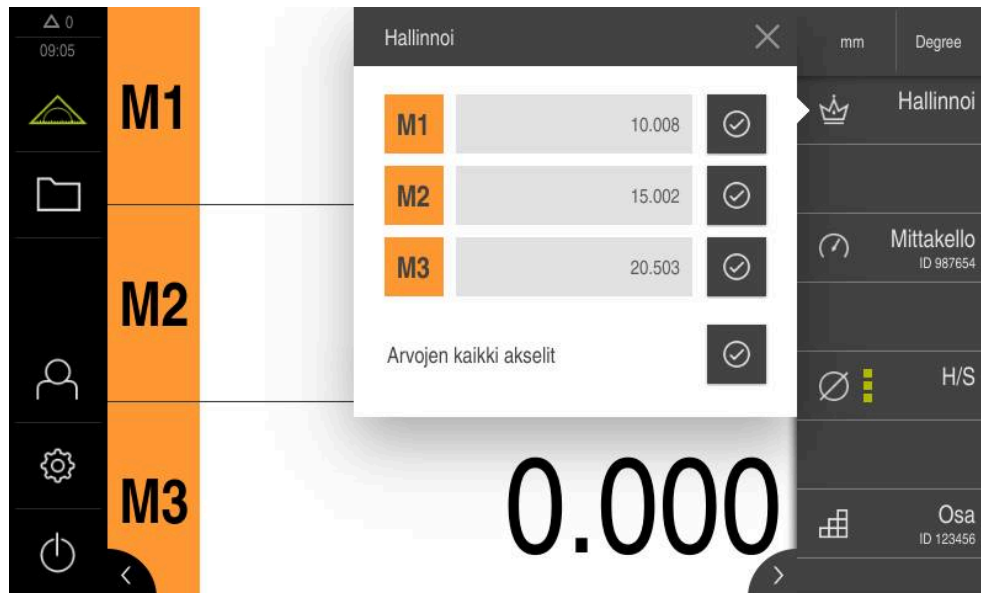 0
09:05
M1
M2
M3
0.000
Hallinnoi
M1 10.008
M2 15.002
M3 20.503
Arvojen kaikki akselit
mm Degree
Hallinnoi
Mittakello
ID 987654
H/S
Osa
ID 123456